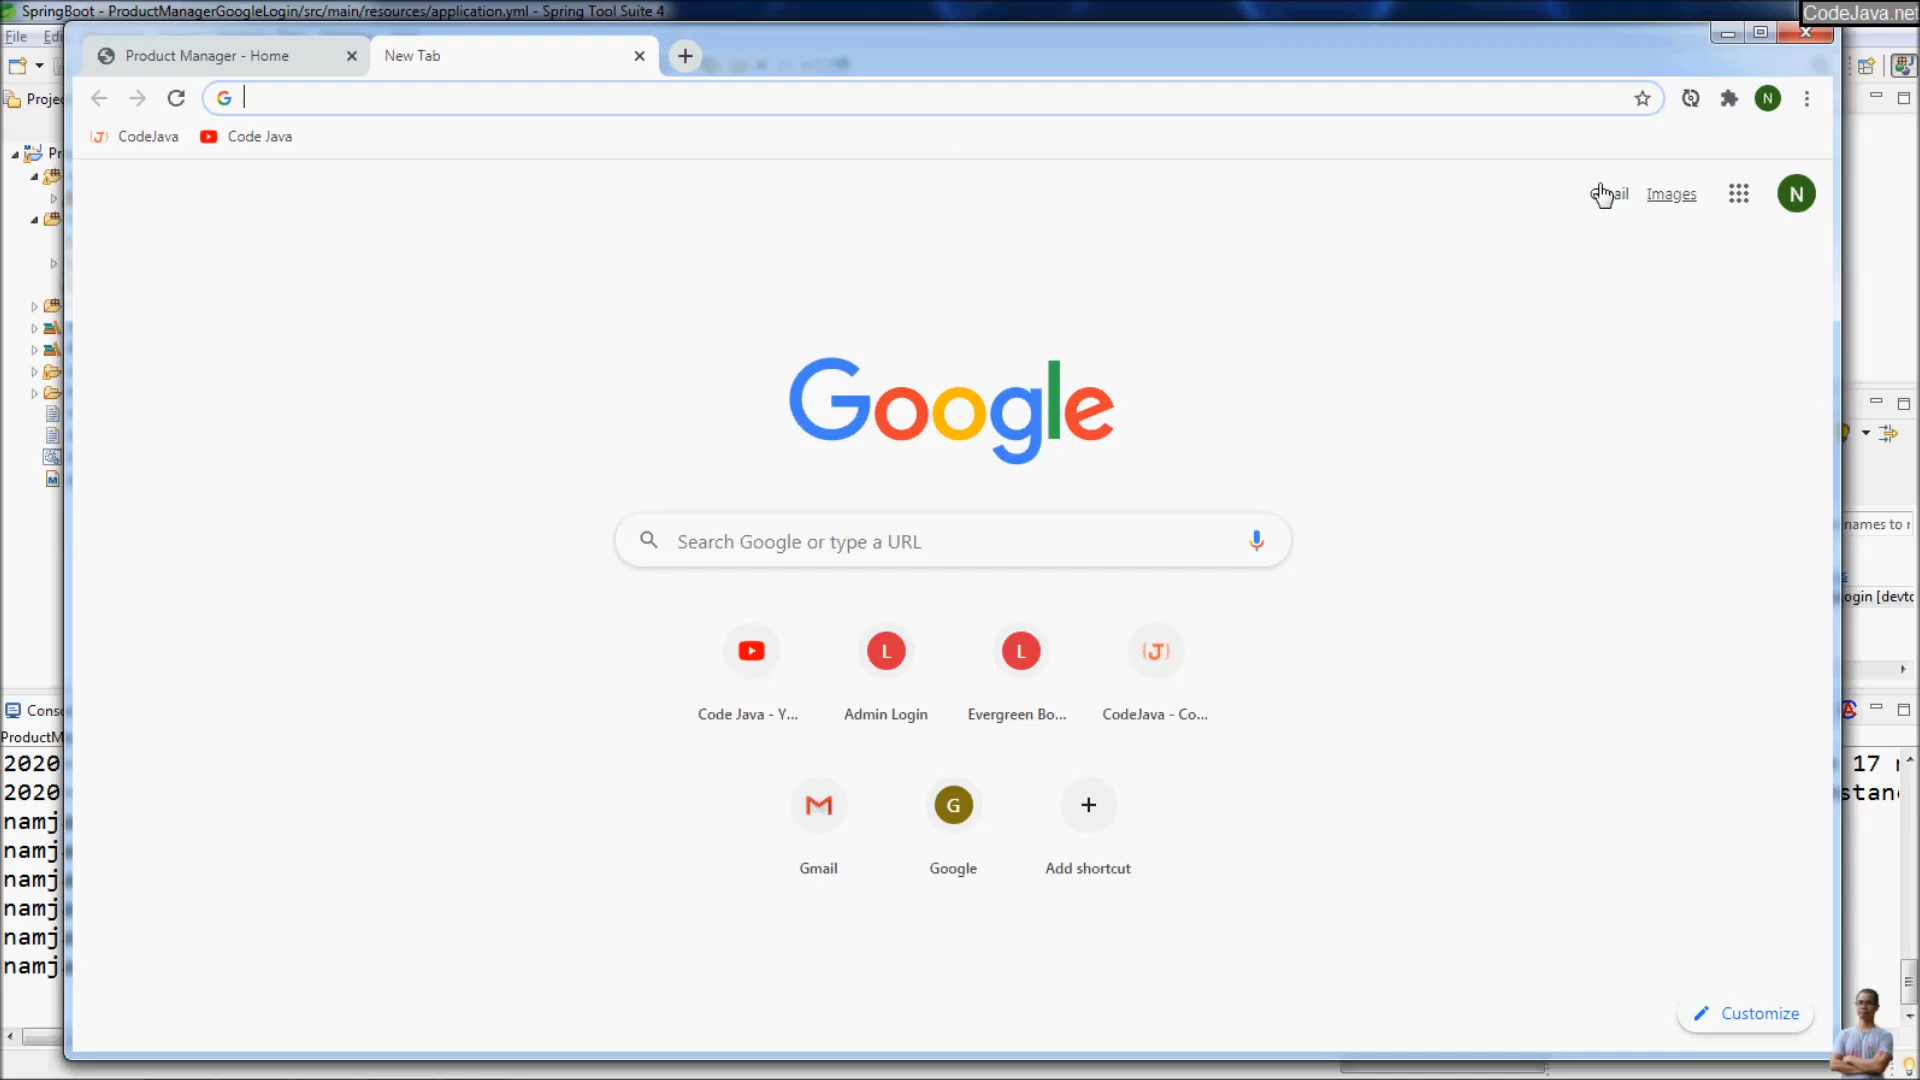 SpringBoot - ProductManagerGoogleLogin/src/main/resources/application.yml - Spring Tool Suite 4
CodeJava.net
File
Product Manager - Home
New Tab
CodeJava
Code Java
N
Gmail
Images
N
Google
Search Google or type a URL
L
L
{J}
Code Java - Y...
Admin Login
Evergreen Bo...
CodeJava - Co...
G
Gmail
Google
Add shortcut
Customize
names to
ogin [devto
2020
17
2020
namj
namj
namj
namj
namj
namj